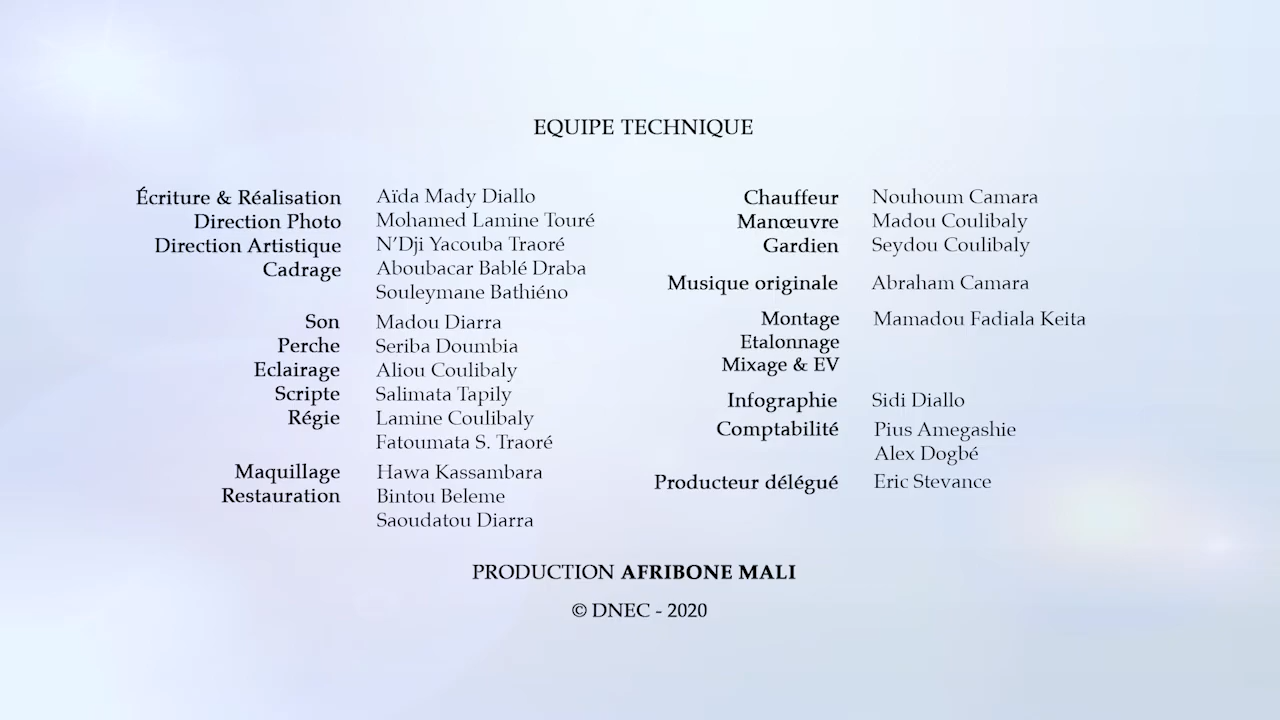 EQUIPE TECHNIQUE
Écriture & Réalisation Aïda Mady Diallo
Direction Photo Mohamed Lamine Touré
Direction Artistique N'Dji Yacouba Traoré
Cadrage Aboubacar Bablé Draba
Souleymane Bathiéno
Son Madou Diarra
Perche Seriba Doumbia
Eclairage Aliou Coulibaly
Scripte Salimata Tapily
Régie Lamine Coulibaly
Fatoumata S. Traoré
Maquillage Hawa Kassambara
Restauration Bintou Beleme
Saoudatou Diarra
Chauffeur Nouhoum Camara
Manœuvre Madou Coulibaly
Gardien Seydou Coulibaly
Musique originale Abraham Camara
Montage Mamadou Fadiala Keita
Etalonnage
Mixage & EV
Infographie Sidi Diallo
Comptabilité Pius Amegashie
Alex Dogbé
Producteur délégué Eric Stevance
PRODUCTION AFRIBONE MALI
© DNEC - 2020